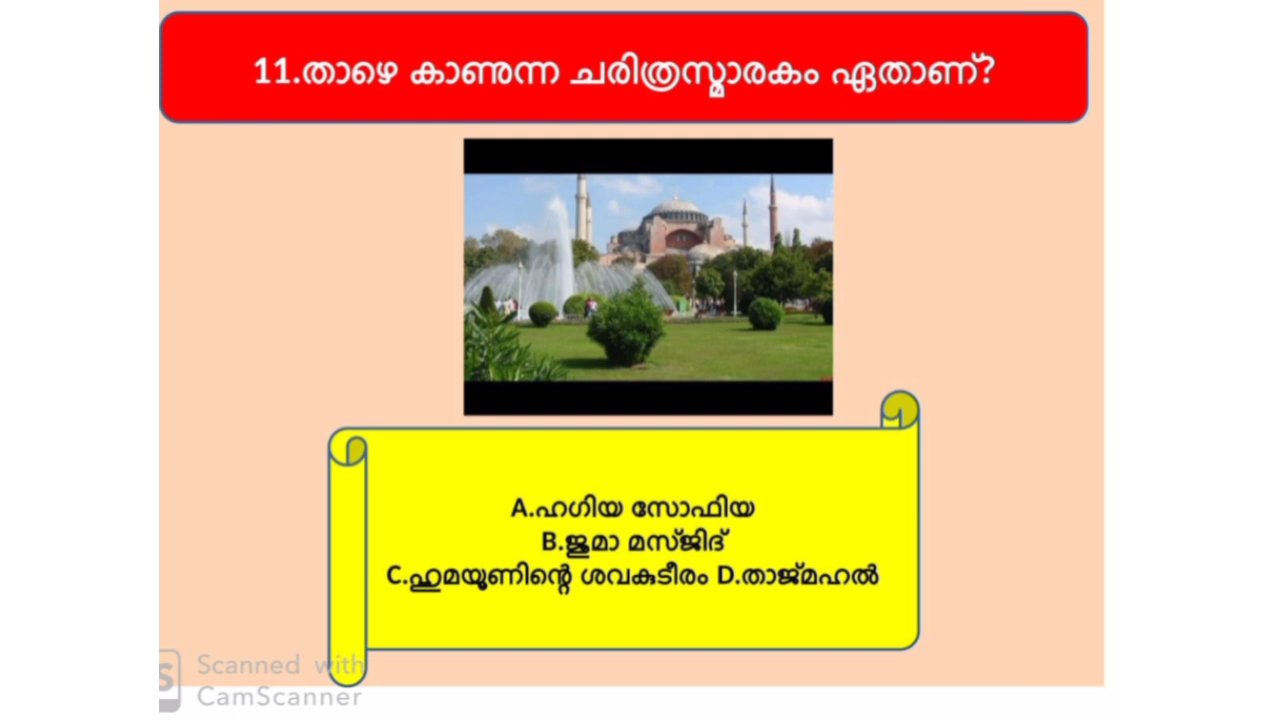 11.താഴെ കാണുന്ന ചരിത്രസ്മാരകം ഏതാണ്?
A.ഹഗിയ സോഫിയ
B.ജുമാ മസ്ജിദ്
C.ഹുമയൂണിന്റെ ശവകുടീരം D.താജ്മഹൽ
S Scanned with
CamScanner